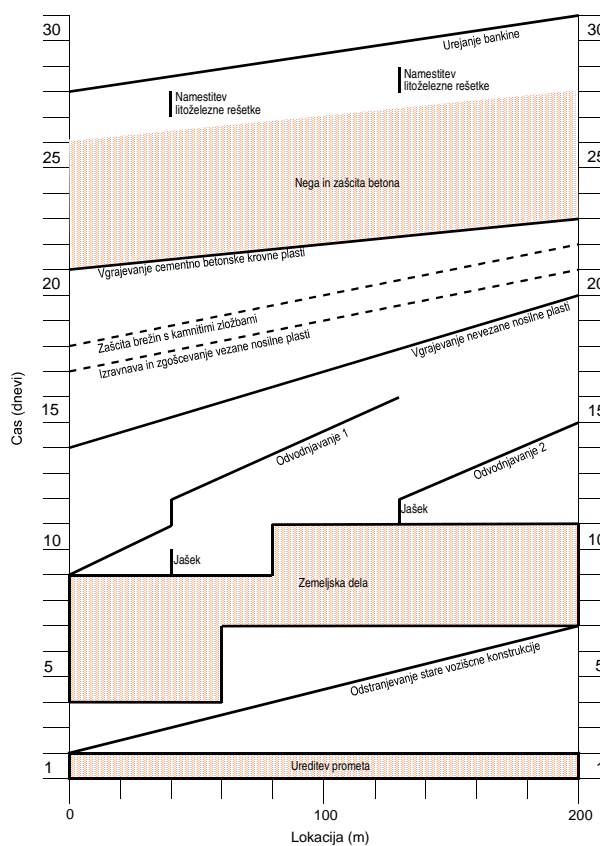 30
30
Urejanje bankine
Namestitev
litoželezne rešetke
Namestitev
litoželezne rešetke
25
25
Nega in zaščita betona
Vgrajevanje cementno betonske krovne plasti
20
20
Zaščita brežin s kamnitimi zložbami
Izravnava in zgoščevanje vezane nosilne plasti
Vgrajevanje nevezane nosilne plasti
Cas (dnevi)
15
15
Odvodnjavanje 1
Odvodnjavanje 2
Jašek
10
10
Jašek
Zemeljska dela
5
5
Odstranjevanje stare vozišcne konstrukcije
1
1
Ureditev prometa
0
100
200
Lokacija (m)